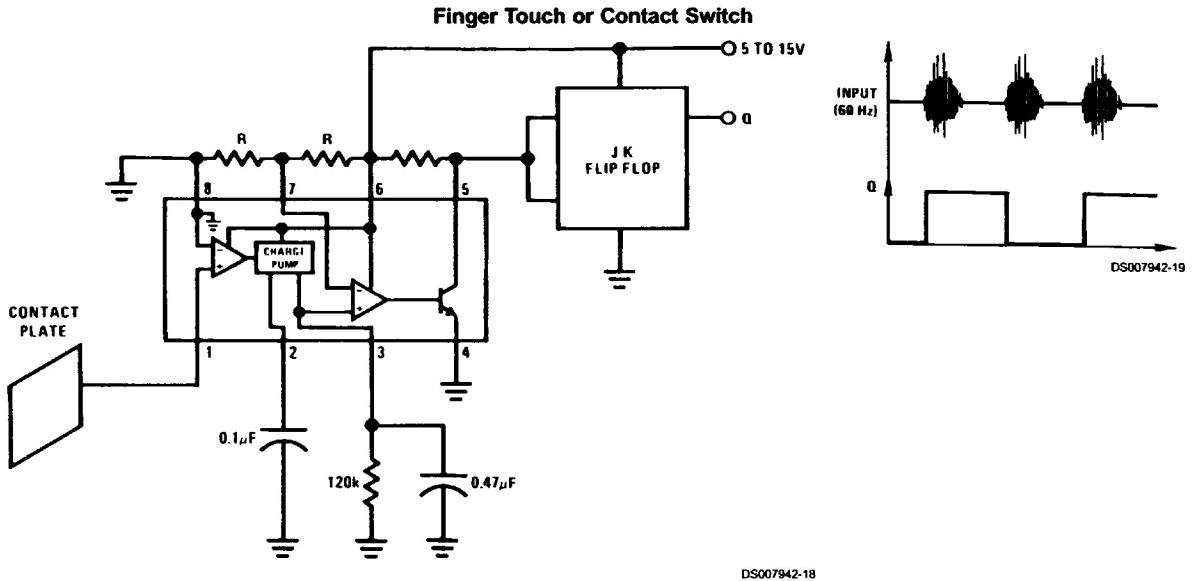 Finger Touch or Contact Switch
5 TO 15V
Q
J K
FLIP FLOP
R
R
8
7
6
5
CHARGE
PUMP
-
+
-
+
CONTACT
PLATE
1
2
3
4
0.1μF
120k
0.47μF
DS007942-18
INPUT
(60 Hz)
Q
DS007942-19